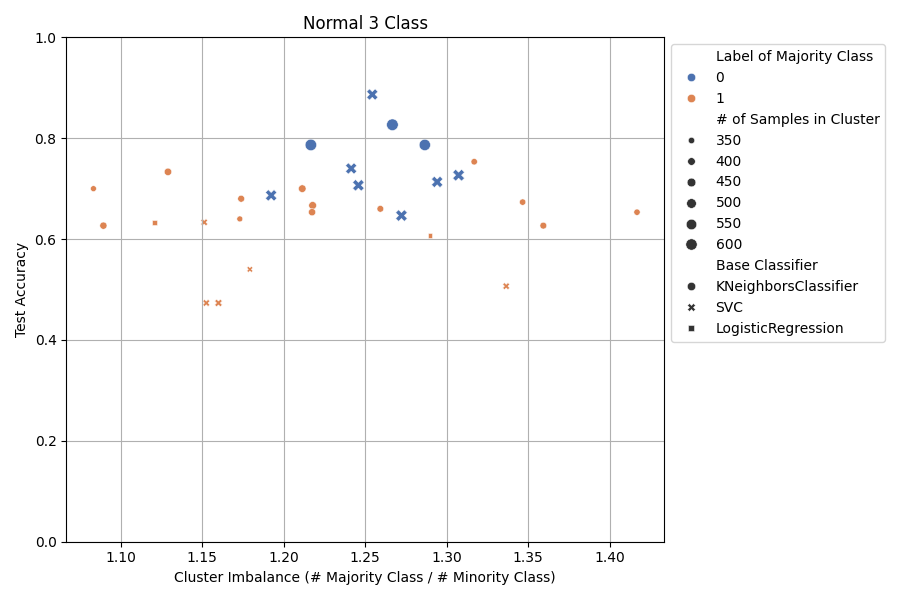 Normal 3 Class
1.0
0.8
0.6
0.4
0.2
0.0
Test Accuracy
1.10 1.15 1.20 1.25 1.30 1.35 1.40
Cluster Imbalance (# Majority Class / # Minority Class)
Label of Majority Class
0
1
# of Samples in Cluster
350
400
450
500
550
600
Base Classifier
KNeighborsClassifier
SVC
LogisticRegression